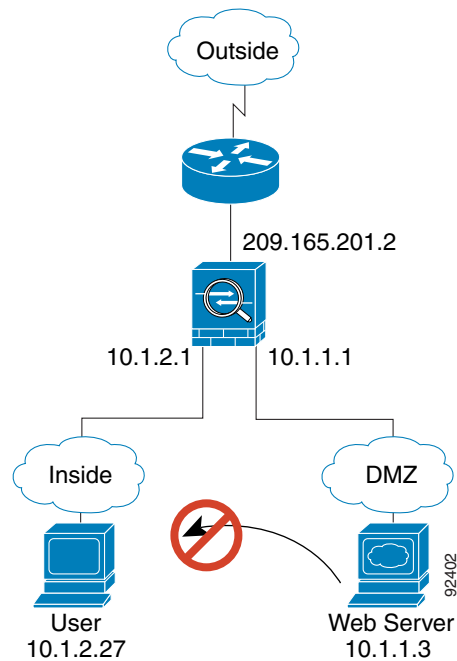 Outside
209.165.201.2
10.1.2.1
10.1.1.1
Inside
DMZ
User
10.1.2.27
Web Server
10.1.1.3
92402